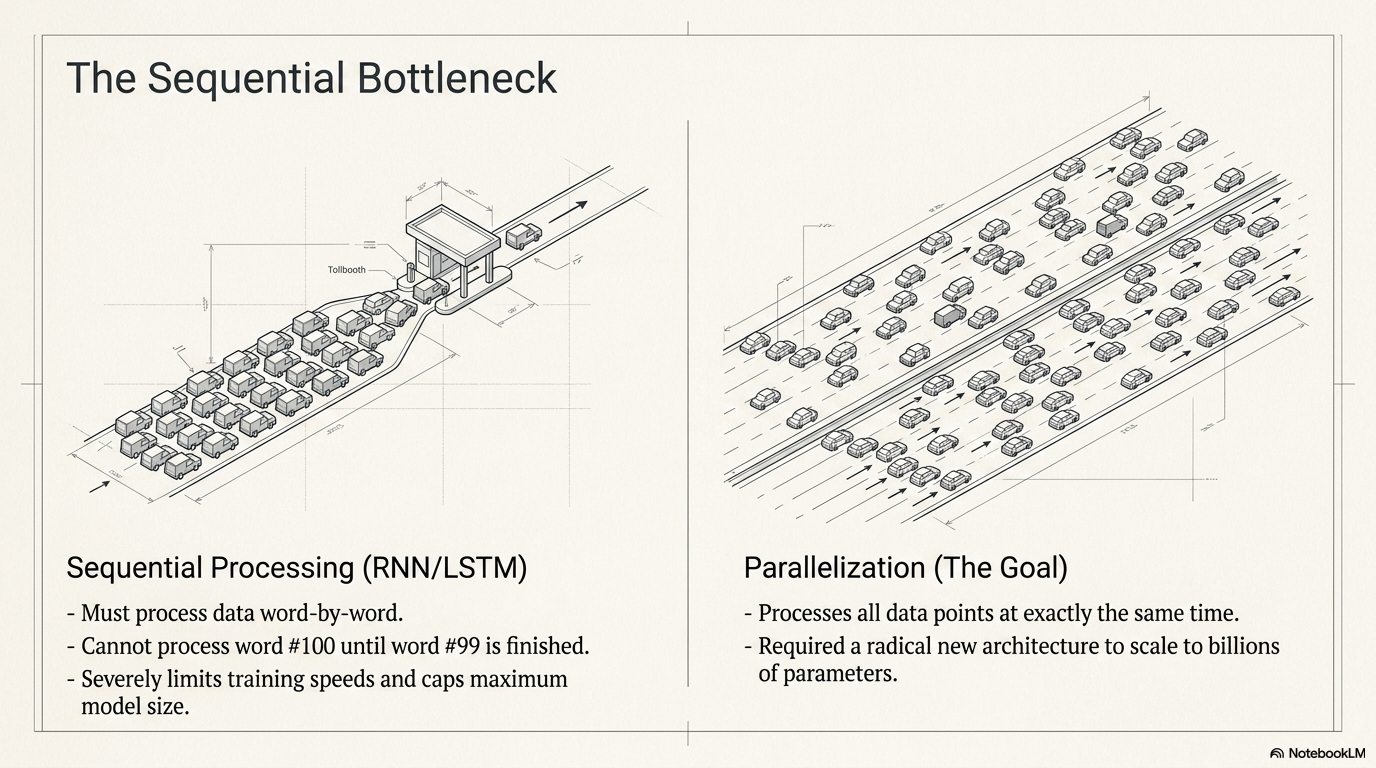 The Sequential Bottleneck
Tollbooth
Sequential Processing (RNN/LSTM)
- Must process data word-by-word.
- Cannot process word #100 until word #99 is finished.
- Severely limits training speeds and caps maximum
model size.
Parallelization (The Goal)
- Processes all data points at exactly the same time.
- Required a radical new architecture to scale to billions
of parameters.
NotebookLM